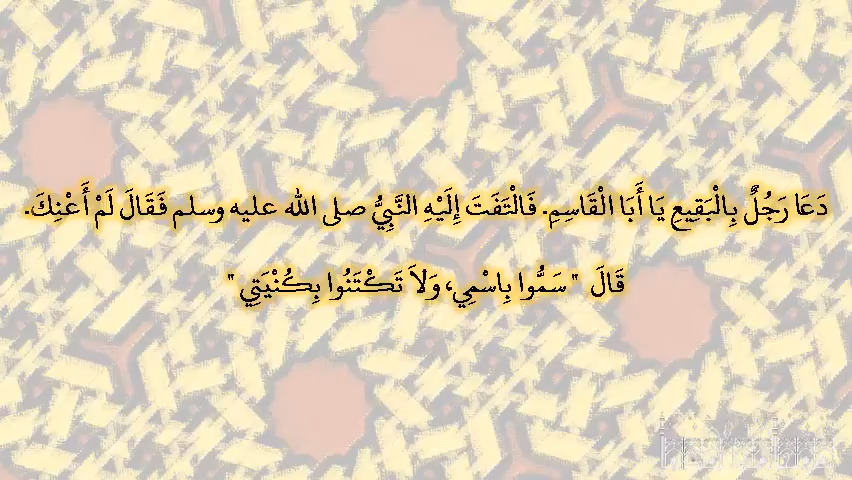 دَعَا رَجُلٌ بِالْبَقِيعِ يَا أَبَا الْقَاسِمِ. فَالْتَفَتَ إِلَيْهِ النَّبِيُّ صلى الله عليه وسلم فَقَالَ لَمْ أَعْنِكَ.
قَالَ " سَمُّوا بِاسْمِي، وَلاَ تَكْتَنُوا بِكُنْيَتِي "